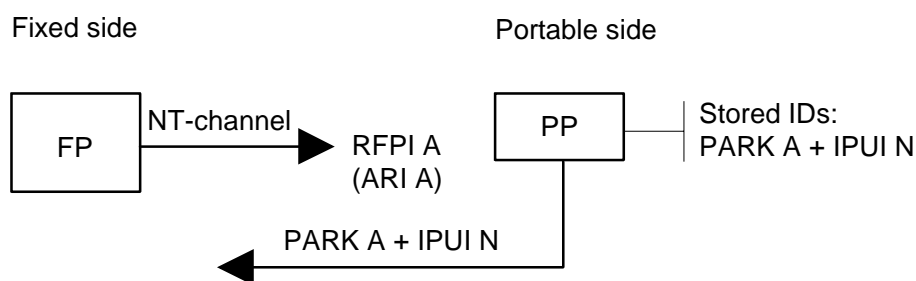 Fixed side
Portable side
FP
NT-channel
RFPI A
(ARI A)
PP
Stored IDs:
PARK A + IPUI N
PARK A + IPUI N